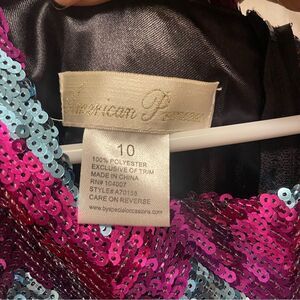 American P
10
100% POLYESTER
EXCLUSIVE OF TRIM
MADE IN CHINA
RN# 104007
STYLE# A70158
CARE ON REVERSE
www.byspecialoccasions.com